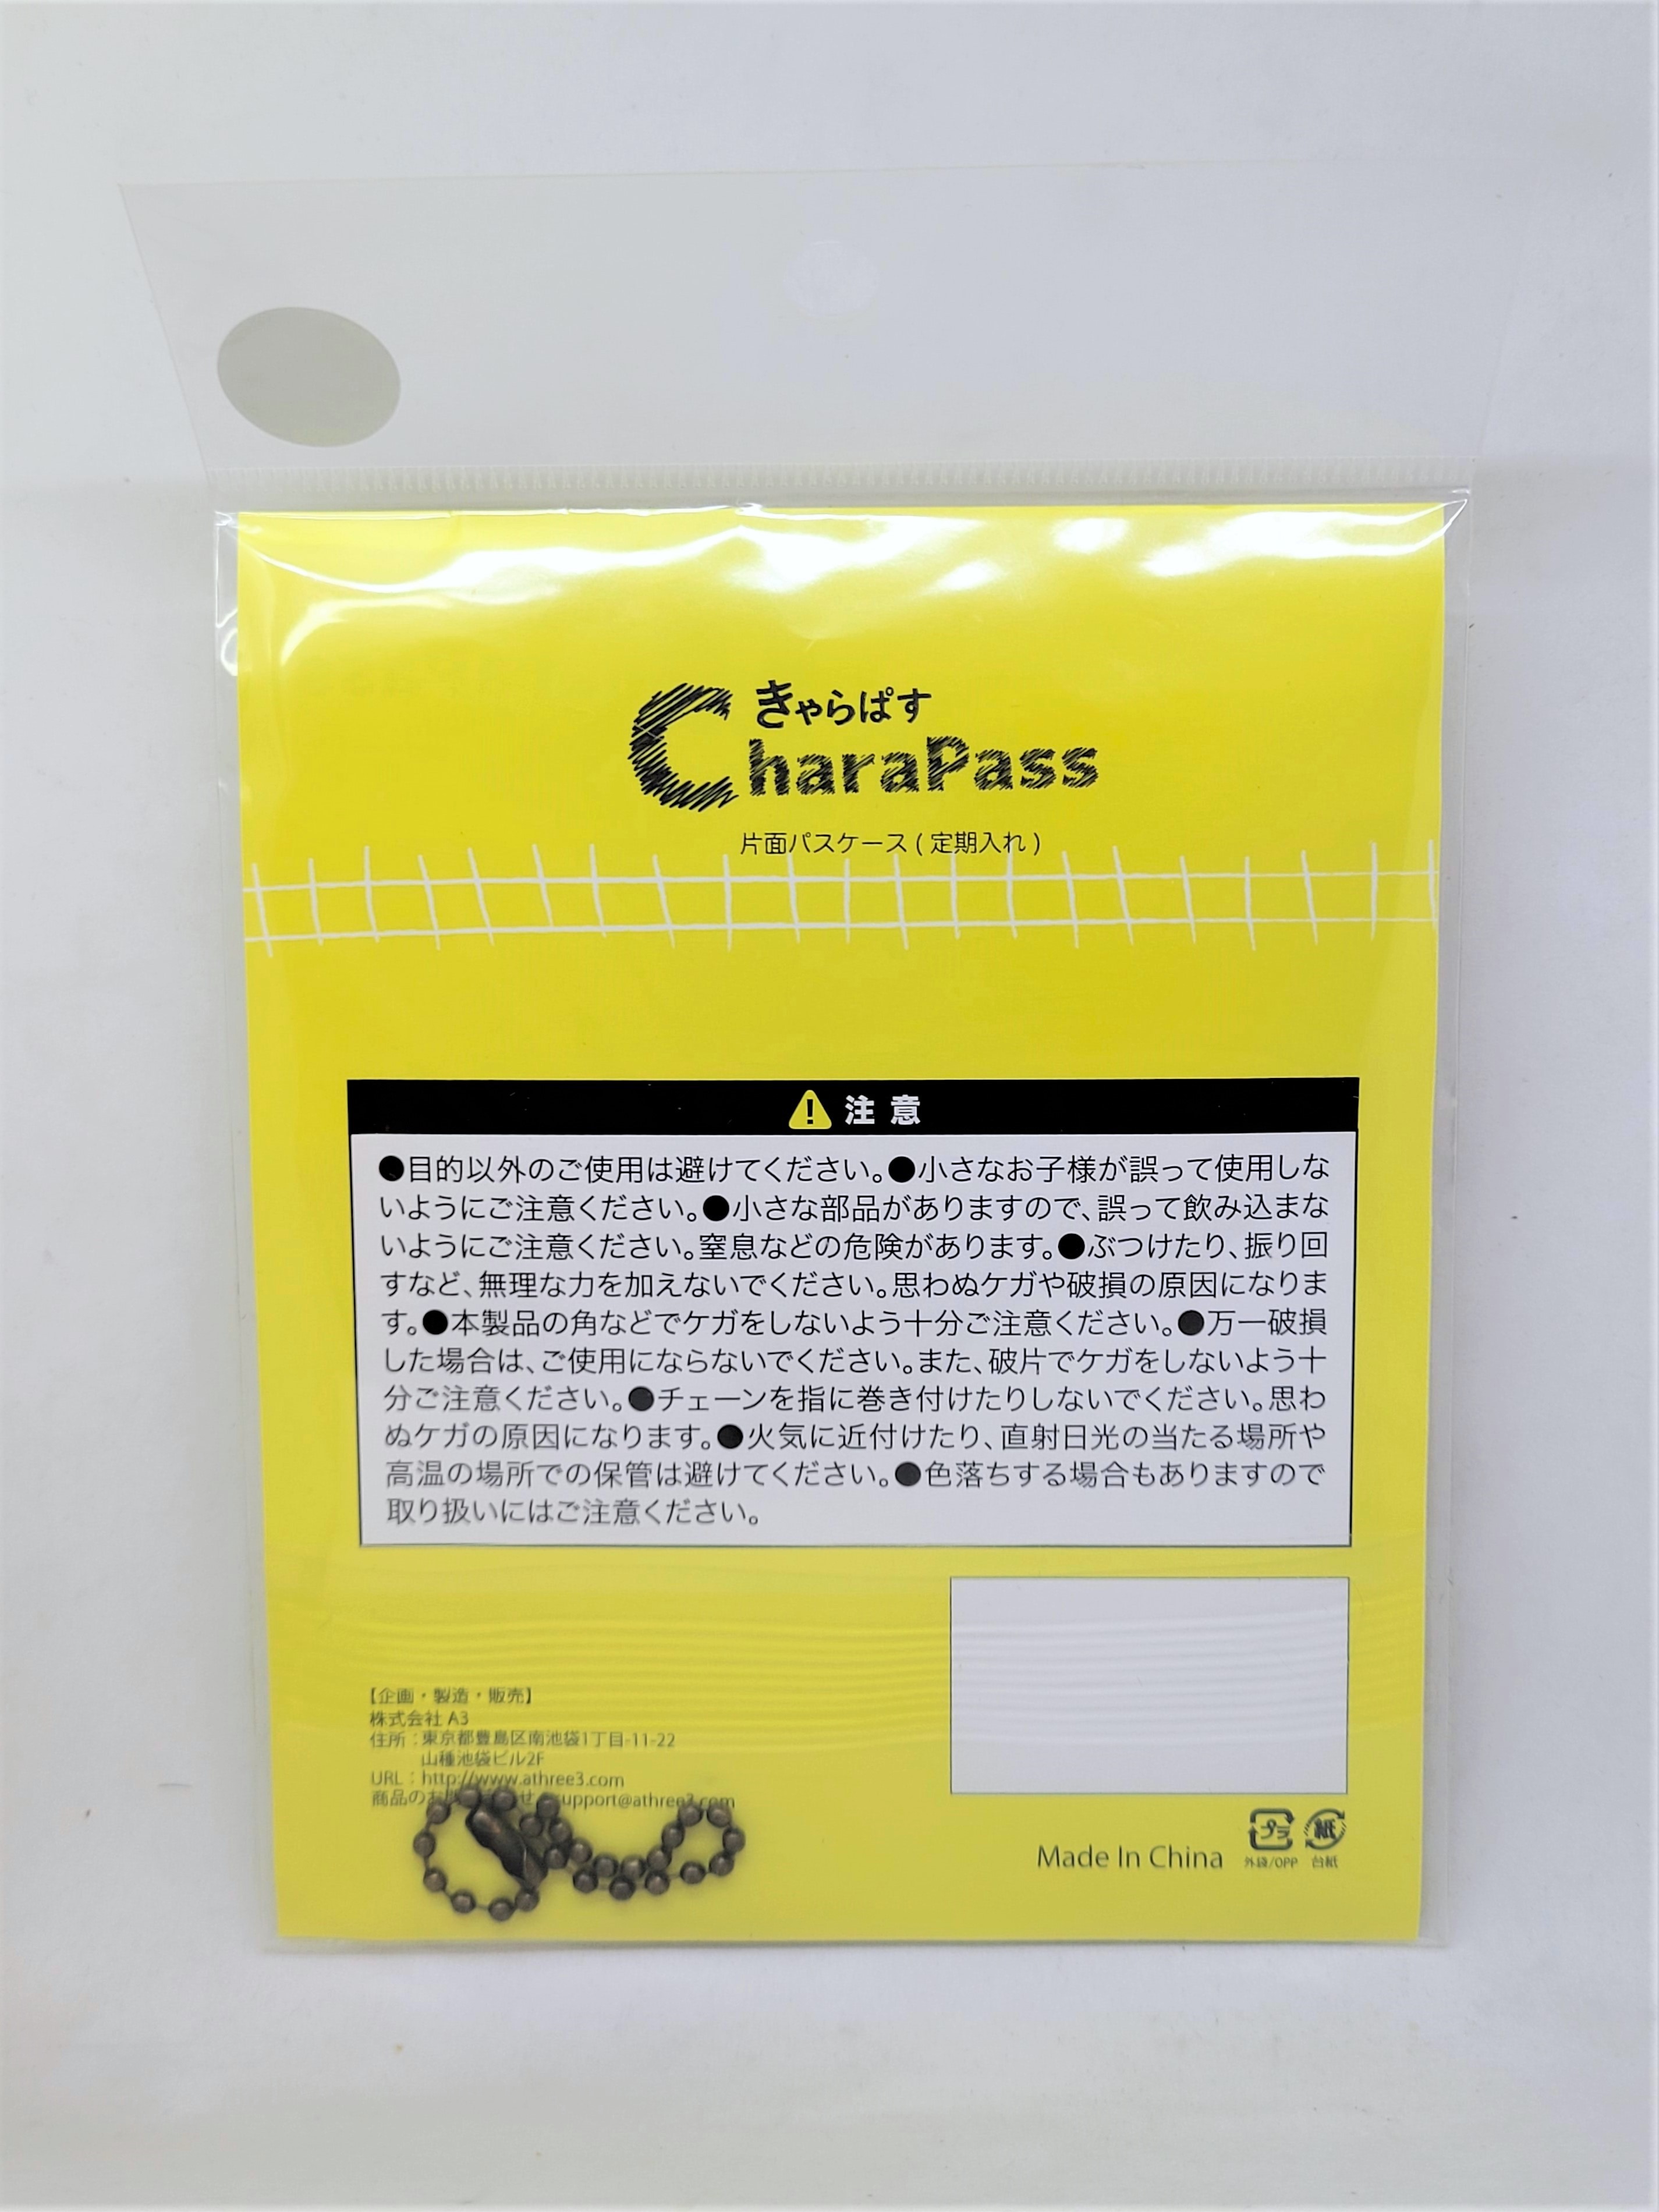 きゃらぱす
CharaPass
片面パスケース(定期入れ)
注意
●目的以外のご使用は避けてください。●小さなお子様が誤って使用しな
いようにご注意ください。●小さな部品がありますので、誤って飲み込まな
いようにご注意ください。窒息などの危険があります。●ぶつけたり、振り回
すなど、無理な力を加えないでください。思わぬケガや破損の原因になりま
す。●本製品の角などでケガをしないよう十分ご注意ください。●万一破損
した場合は、ご使用にならないでください。また、破片でケガをしないよう十
分ご注意ください。●チェーンを指に巻き付けたりしないでください。思わ
ぬケガの原因になります。●火気に近付けたり、直射日光の当たる場所や
高温の場所での保管は避けてください。●色落ちする場合もありますので
取り扱いにはご注意ください。
【企画・製造・販売】
株式会社 A3
住所：東京都豊島区南池袋1丁目-11-22
山種池袋ビル2F
URL：http://www.athree3.com
商品のお せ support@athree3.com
Made In China
プラ
外袋/OPP
紙
台紙